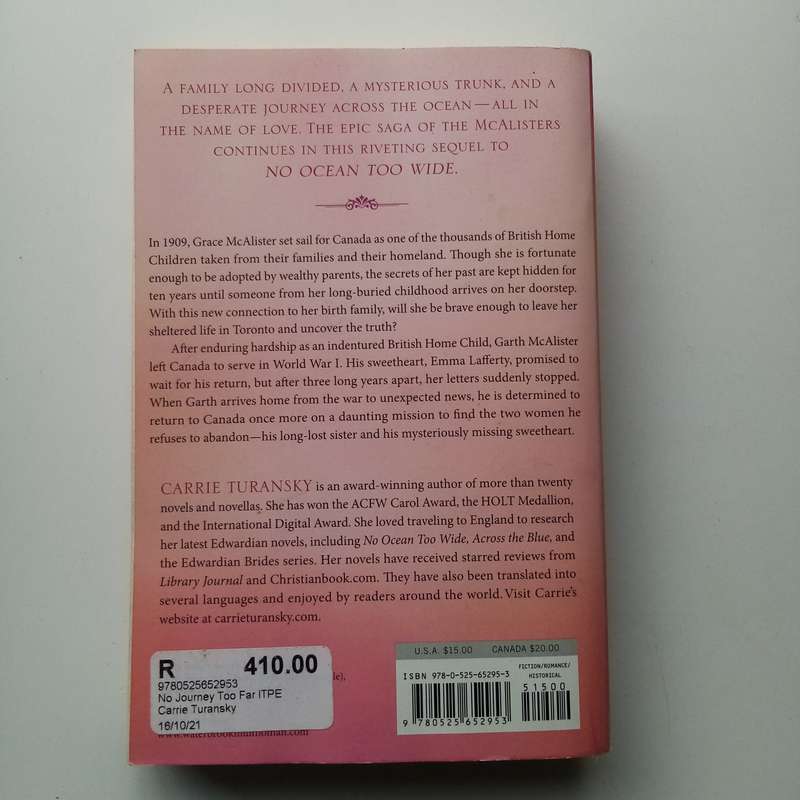 A FAMILY LONG DIVIDED, A MYSTERIOUS TRUNK, AND A
DESPERATE JOURNEY ACROSS THE OCEAN—ALL IN
THE NAME OF LOVE. THE EPIC SAGA OF THE MCALISTERS
CONTINUES IN THIS RIVETING SEQUEL TO
NO OCEAN TOO WIDE.
In 1909, Grace McAlister set sail for Canada as one of the thousands of British Home
Children taken from their families and their homeland. Though she is fortunate
enough to be adopted by wealthy parents, the secrets of her past are kept hidden for
ten years until someone from her long-buried childhood arrives on her doorstep.
With this new connection to her birth family, will she be brave enough to leave her
sheltered life in Toronto and uncover the truth?
After enduring hardship as an indentured British Home Child, Garth McAlister
left Canada to serve in World War I. His sweetheart, Emma Lafferty, promised to
wait for his return, but after three long years apart, her letters suddenly stopped.
When Garth arrives home from the war to unexpected news, he is determined to
return to Canada once more on a daunting mission to find the two women he
refuses to abandon—his long-lost sister and his mysteriously missing sweetheart.
CARRIE TURANSKY is an award-winning author of more than twenty
novels and novellas. She has won the ACFW Carol Award, the HOLT Medallion,
and the International Digital Award. She loved traveling to England to research
her latest Edwardian novels, including No Ocean Too Wide, Across the Blue, and
the Edwardian Brides series. Her novels have received starred reviews from
Library Journal and Christianbook.com. They have also been translated into
several languages and enjoyed by readers around the world. Visit Carrie's
website at carrieturansky.com.
R 410.00
9780525652953
No Journey Too Far ITPE
Carrie Turansky
16/10/21
U.S.A. $15.00 CANADA $20.00
ISBN 978-0-525-65295-3
FICTION/ROMANCE/
HISTORICAL
51500
9 780525 652953